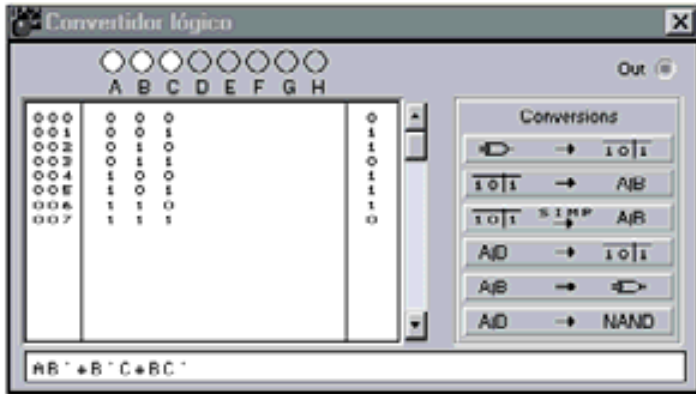 Convertidor lógico
Out
A B C D E F G H
000 0 0 0 0
001 0 0 1 1
002 0 1 0 1
003 0 1 1 0
004 1 0 0 1
005 1 0 1 1
006 1 1 0 1
007 1 1 1 0
Conversions
→ 1 0|1
1 0|1 → A|B
1 0|1 SIMP → A|B
A|B → 1 0|1
A|B →
A|B → NAND
AB'+B'C+BC'